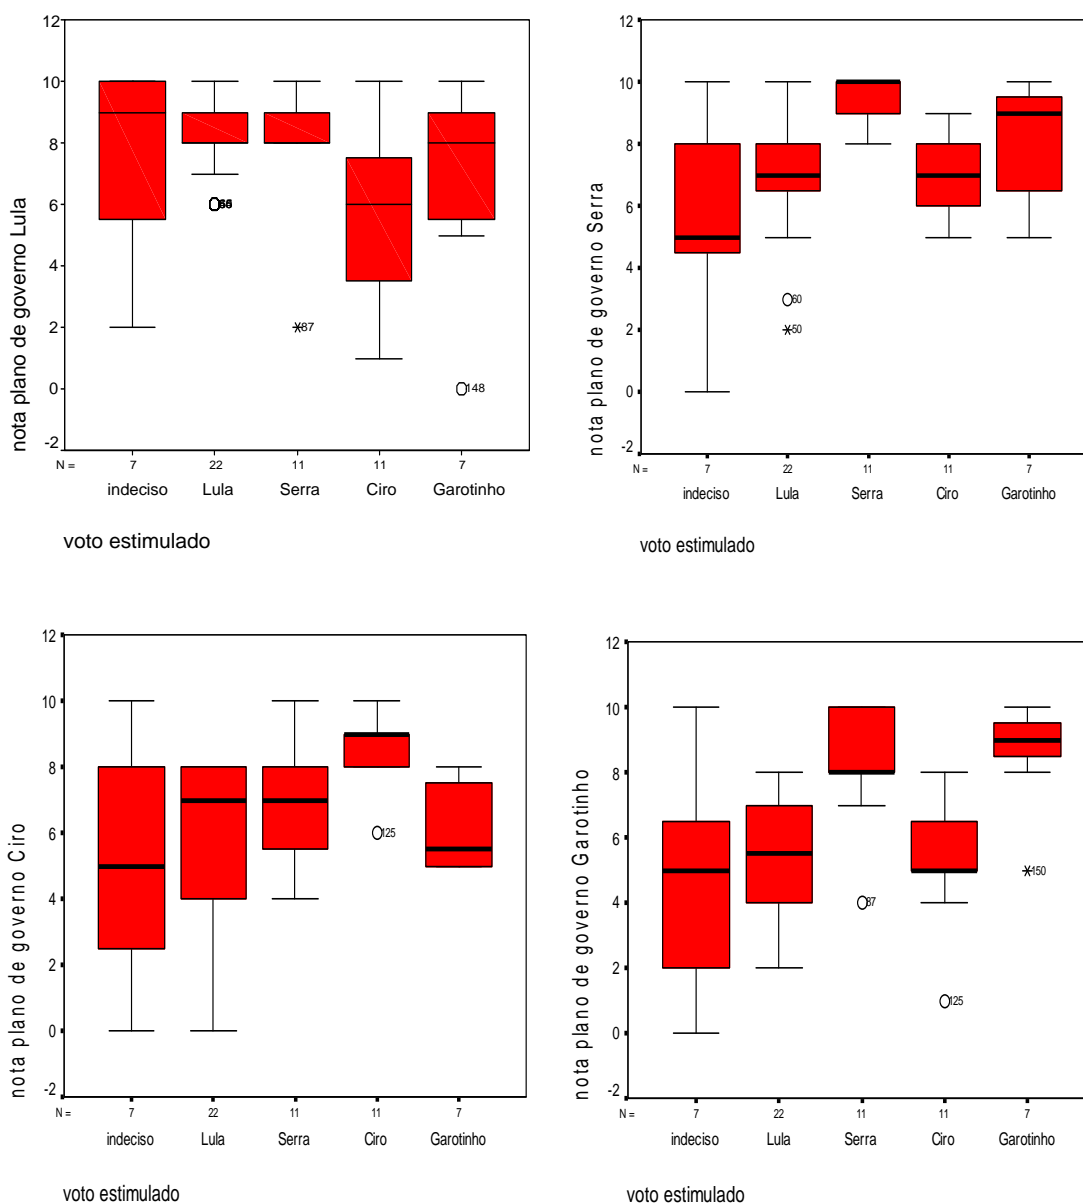 nota plano de governo Lula
12
10
8
6
4
2
0
-2
87
148
N = 7 22 11 11 7
indeciso Lula Serra Ciro Garotinho
voto estimulado
nota plano de governo Serra
12
10
8
6
4
2
0
-2
60
50
N = 7 22 11 11 7
indeciso Lula Serra Ciro Garotinho
voto estimulado
nota plano de governo Ciro
12
10
8
6
4
2
0
-2
125
N = 7 22 11 11 7
indeciso Lula Serra Ciro Garotinho
voto estimulado
nota plano de governo Garotinho
12
10
8
6
4
2
0
-2
87
125
150
N = 7 22 11 11 7
indeciso Lula Serra Ciro Garotinho
voto estimulado